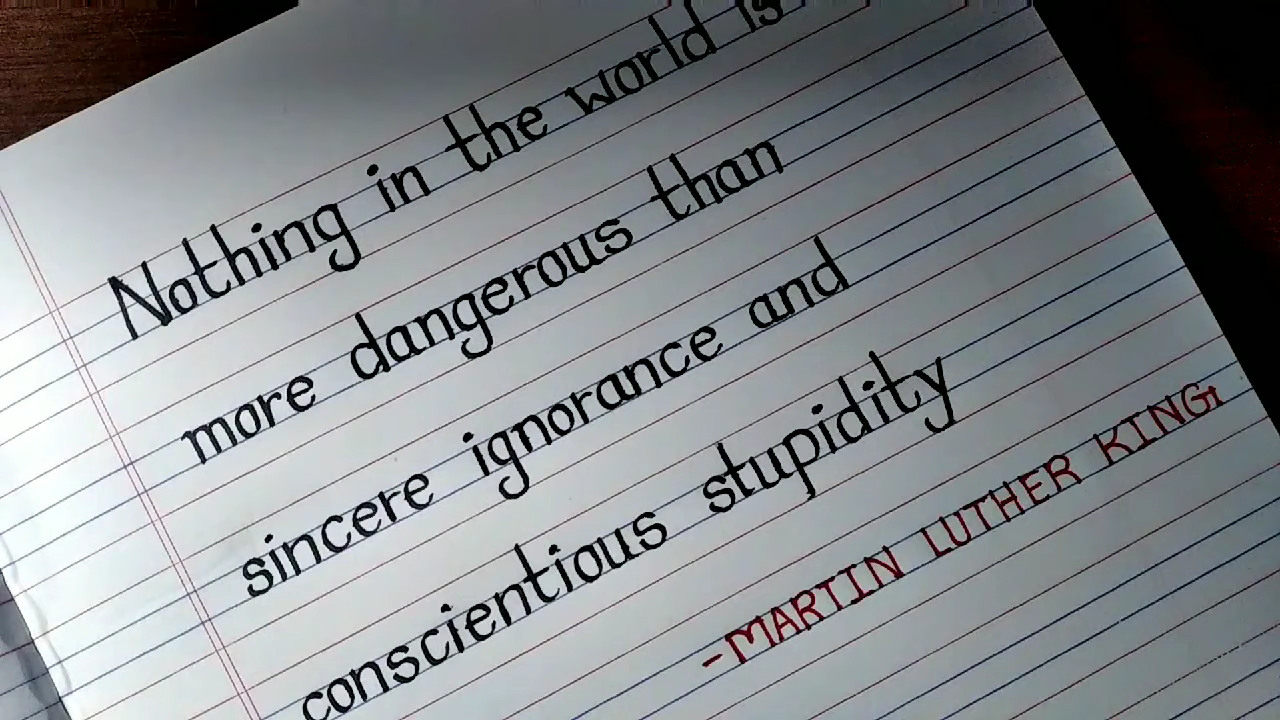 Nothing in the world is
more dangerous than
sincere ignorance and
conscientious stupidity
-MARTIN LUTHER KING